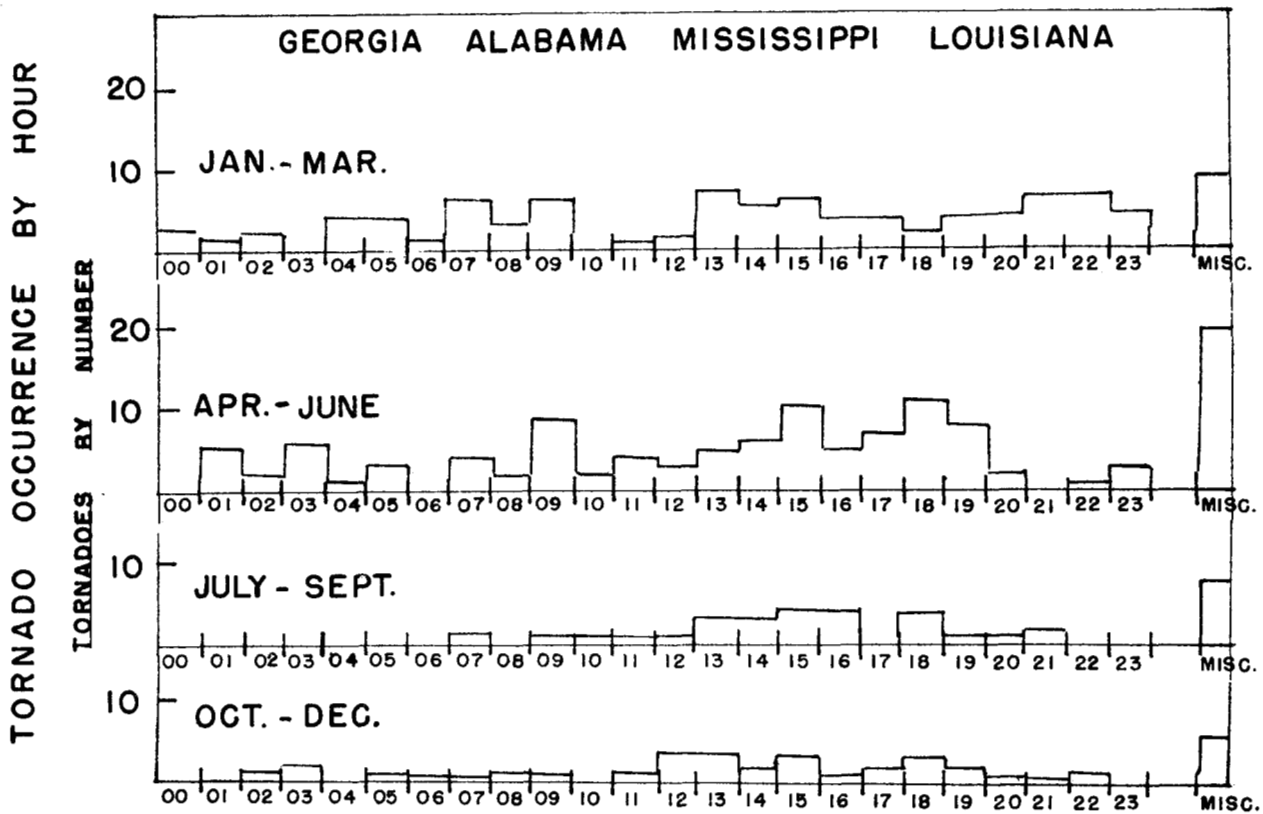 TORNADO OCCURRENCE BY HOUR
TORNADOES BY NUMBER
GEORGIA ALABAMA MISSISSIPPI LOUISIANA
20
10
JAN.- MAR.
00 01 02 03 04 05 06 07 08 09 10 11 12 13 14 15 16 17 18 19 20 21 22 23 MISC.
20
10
APR.- JUNE
00 01 02 03 04 05 06 07 08 09 10 11 12 13 14 15 16 17 18 19 20 21 22 23 MISC.
10
JULY - SEPT.
00 01 02 03 04 05 06 07 08 09 10 11 12 13 14 15 16 17 18 19 20 21 22 23 MISC.
10
OCT. - DEC.
00 01 02 03 04 05 06 07 08 09 10 11 12 13 14 15 16 17 18 19 20 21 22 23 MISC.